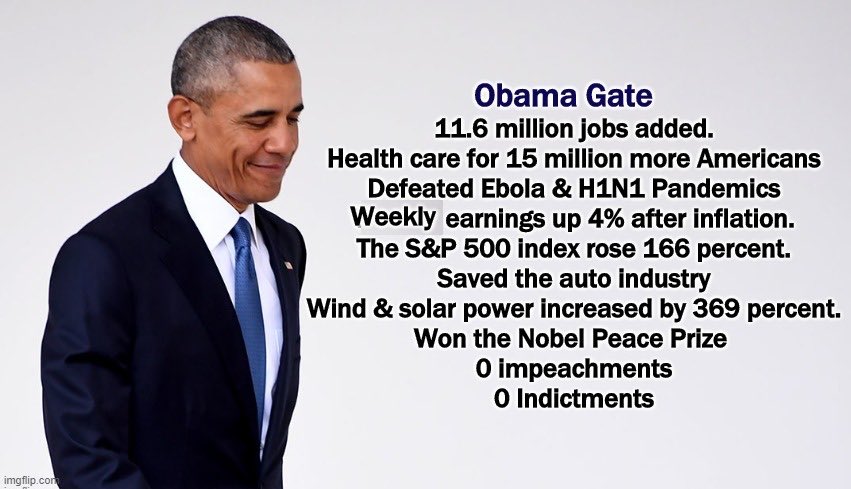 Obama Gate
11.6 million jobs added.
Health care for 15 million more Americans
Defeated Ebola & H1N1 Pandemics
Weekly earnings up 4% after inflation.
The S&P 500 index rose 166 percent.
Saved the auto industry
Wind & solar power increased by 369 percent.
Won the Nobel Peace Prize
0 impeachments
0 Indictments
imgflip.com